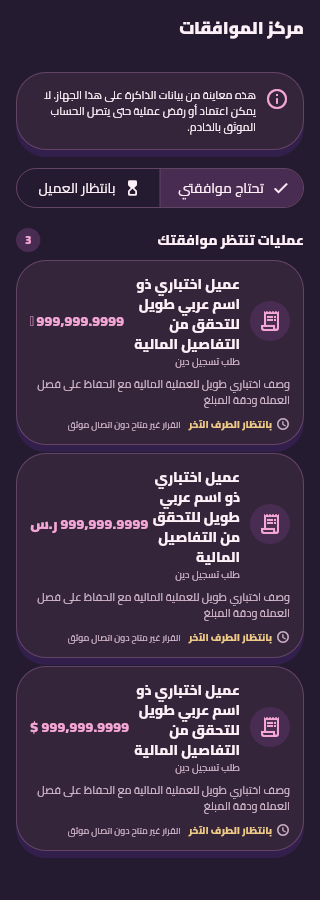 مركز الموافقات
هذه معاينة من بيانات الذاكرة على هذا الجهاز. لا
يمكن اعتماد أو رفض عملية حتى يتصل الحساب
الموثق بالخادم.
تحتاج موافقتي
بانتظار العميل
عمليات تنتظر موافقتك
3
عميل اختباري ذو
اسم عربي طويل
للتحقق من
التفاصيل المالية
999,999.9999
طلب تسجيل دين
وصف اختباري طويل للعملية المالية مع الحفاظ على فصل
العملة ودقة المبلغ
بانتظار الطرف الآخر
القرار غير متاح دون اتصال موثق
عميل اختباري
ذو اسم عربي
طويل للتحقق
من التفاصيل
المالية
999,999.9999 ر.س
طلب تسجيل دين
وصف اختباري طويل للعملية المالية مع الحفاظ على فصل
العملة ودقة المبلغ
بانتظار الطرف الآخر
القرار غير متاح دون اتصال موثق
عميل اختباري ذو
اسم عربي طويل
للتحقق من
التفاصيل المالية
999,999.9999 $
طلب تسجيل دين
وصف اختباري طويل للعملية المالية مع الحفاظ على فصل
العملة ودقة المبلغ
بانتظار الطرف الآخر
القرار غير متاح دون اتصال موثق